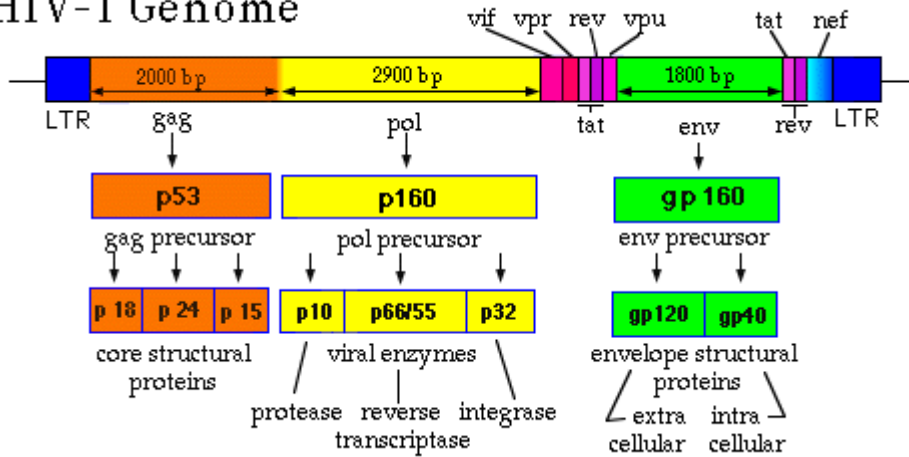 HIV-1 Genome
vif vpr rev vpu tat nef
2000 bp 2900 bp 1800 bp
LTR gag pol tat env rev LTR
p53 p160 gp 160
gag precursor pol precursor env precursor
p 18 p 24 p 15 p10 p66/55 p32 gp120 gp40
core structural viral enzymes envelope structural
proteins proteins
protease reverse integrase extra intra
transcriptase cellular cellular